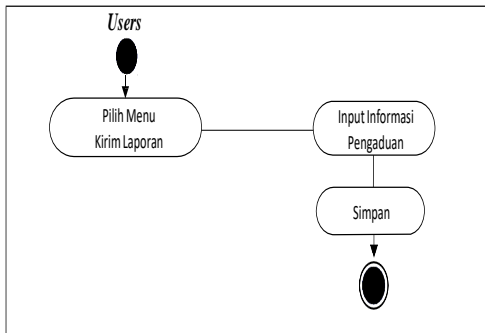 Users
Pilih Menu
Kirim Laporan
Input Informasi
Pengaduan
Simpan